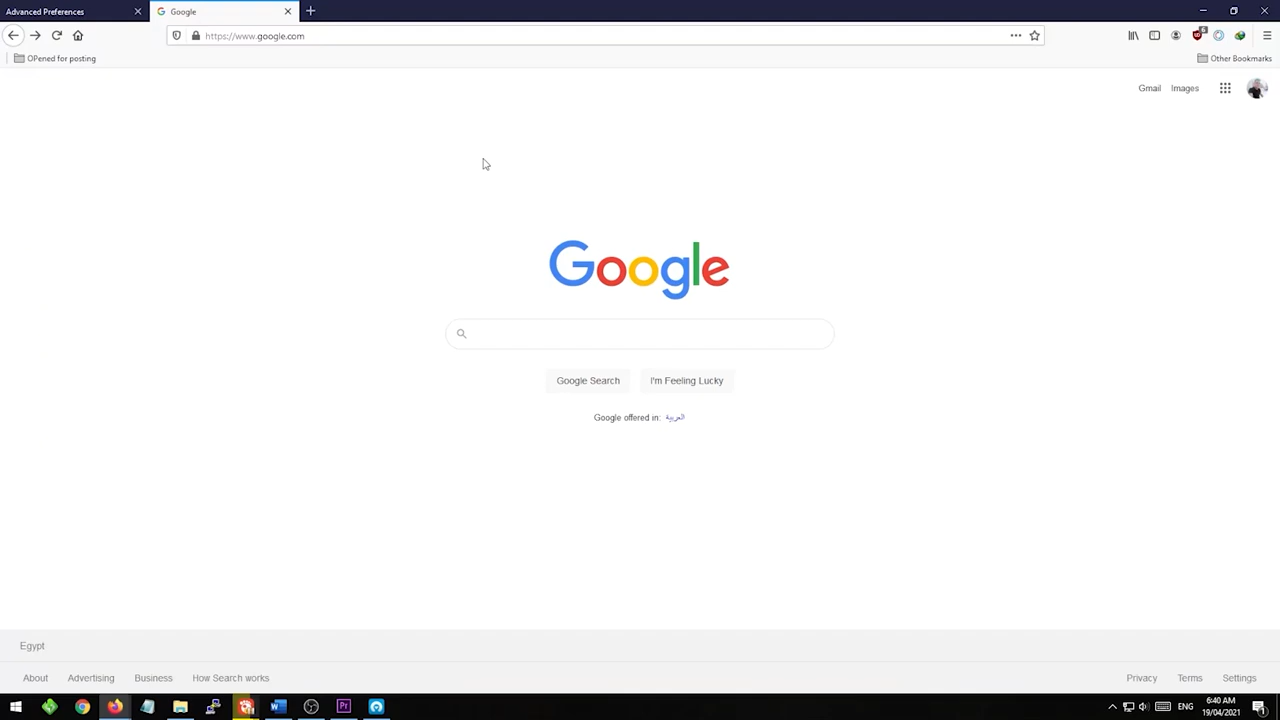 Advanced Preferences
Google
https://www.google.com
OPened for posting
Other Bookmarks
Gmail Images
Google
Google Search
I'm Feeling Lucky
Google offered in: العربية
Egypt
About Advertising Business How Search works
Privacy Terms Settings
W
Pr
ENG
6:40 AM
19/04/2021